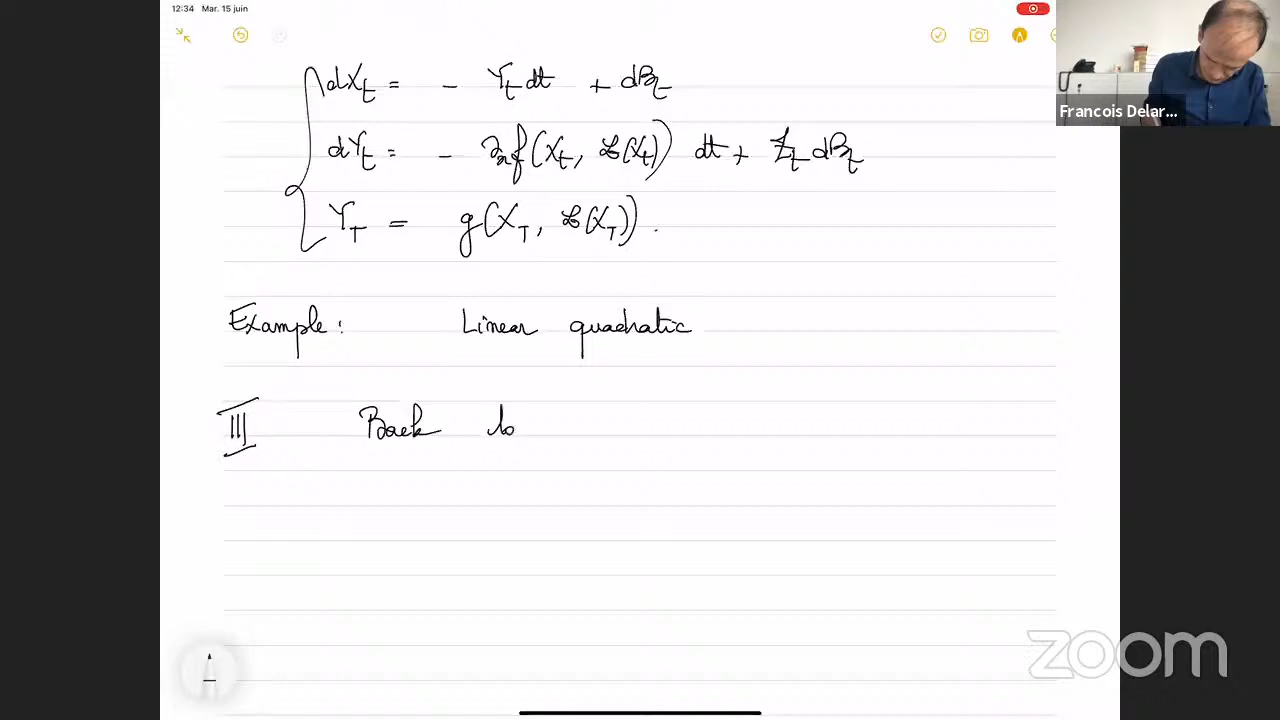 12:34 Mar. 15 juin
Francois Delar...
dX_t = - Y_t dt + dB_t
dY_t = - ∂_x f(X_t, ℒ(X_t)) dt + Z_t dB_t
Y_T = g(X_T, ℒ(X_T)).
Example: Linear quadratic
III Back to
zoom